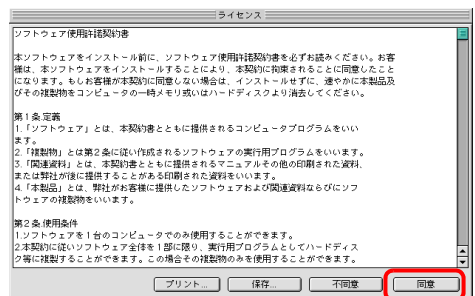 ライセンス
ソフトウェア使用許諾契約書
本ソフトウェアをインストール前に、ソフトウェア使用許諾契約書を必ずお読みください。お客
様は、本ソフトウェアをインストールすることにより、本契約に拘束されることに同意したこと
になります。もしお客様が本契約に同意しない場合は、インストールせずに、速やかに本製品及
びその複製物をコンピュータの一時メモリ或いはハードディスクより消去してください。
第1条.定義
1.「ソフトウェア」とは、本契約書とともに提供されるコンピュータプログラムをいい
ます。
2.「複製物」とは第2条に従い作成されるソフトウェアの実行用プログラムをいいます。
3.「関連資料」とは、本契約書とともに提供されるマニュアルその他の印刷された資料、
または弊社が後に提供することがある印刷された資料をいいます。
4.「本製品」とは、弊社がお客様に提供したソフトウェアおよび関連資料ならびにソフ
トウェアの複製物をいいます。
第2条.使用条件
1.ソフトウェアを1台のコンピュータでのみ使用することができます。
2.本契約に従いソフトウェア全体を1部に限り、実行用プログラムとしてハードディス
ク等に複製することができます。この場合その複製物のみを使用することができます。
プリント... 保存... 不同意 同意